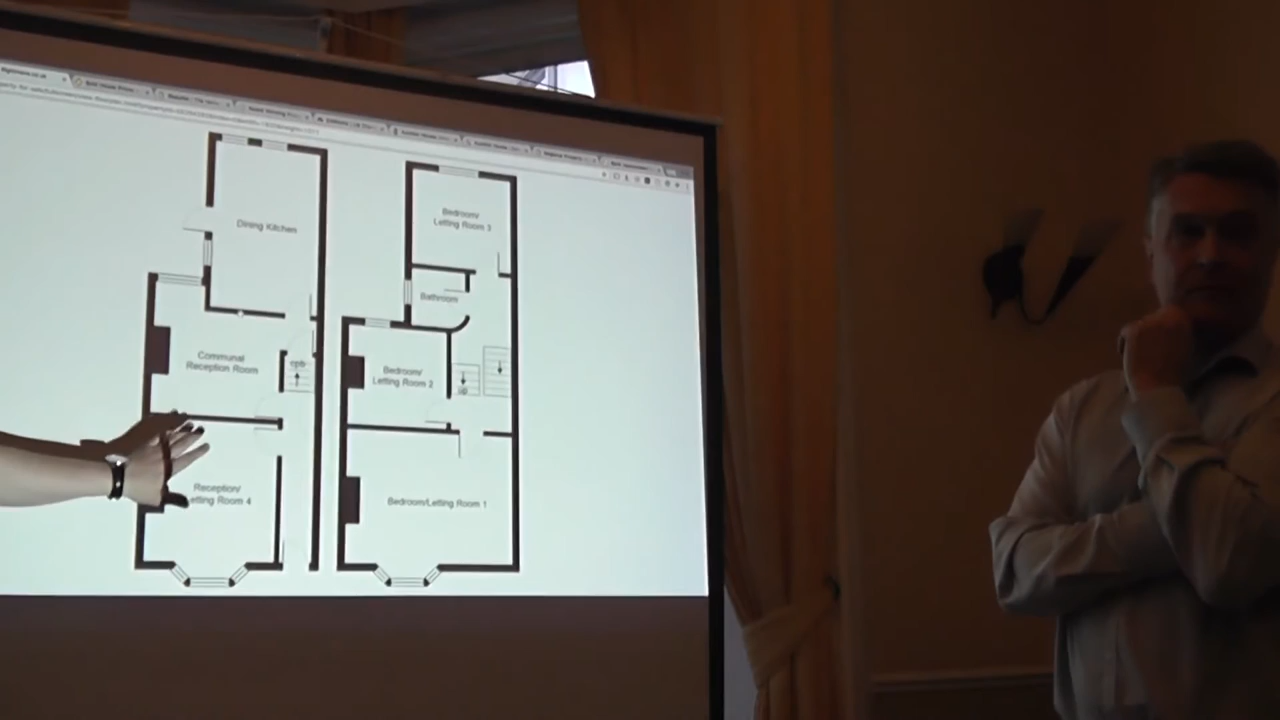 Dining Kitchen
Communal
Reception Room
cpb
Reception/
Letting Room 4
Bedroom/
Letting Room 3
Bathroom
Bedroom/
Letting Room 2
up
Bedroom/Letting Room 1